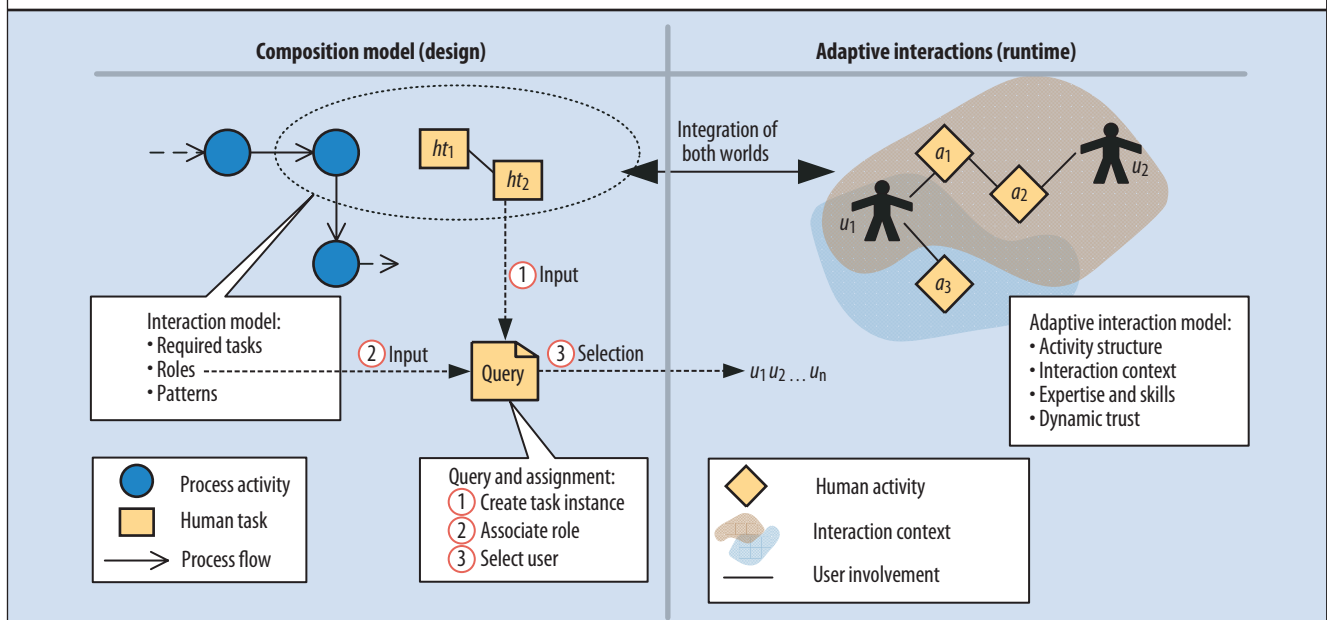 Composition model (design)
Adaptive interactions (runtime)
ht1
ht2
Integration of
both worlds
a1
a2
u2
u1
a3
1 Input
Interaction model:
• Required tasks
• Roles
• Patterns
2 Input
Query
3 Selection
u1 u2 … un
Adaptive interaction model:
• Activity structure
• Interaction context
• Expertise and skills
• Dynamic trust
Process activity
Human task
Process flow
Query and assignment:
1 Create task instance
2 Associate role
3 Select user
Human activity
Interaction context
User involvement